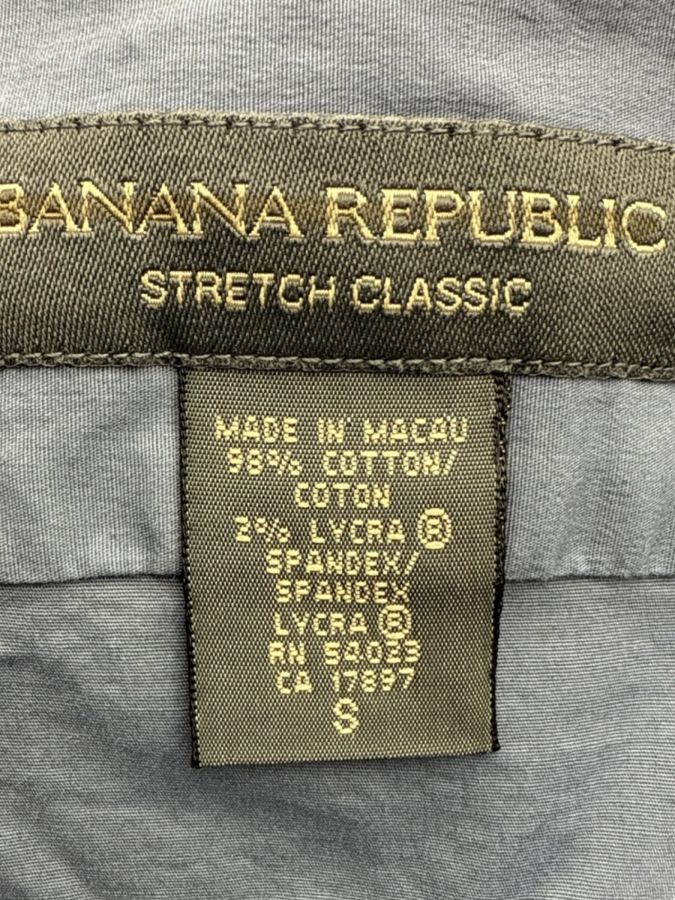 BANANA REPUBLIC
STRETCH CLASSIC
MADE IN MACAU
98% COTTON/
COTON
2% LYCRA ®
SPANDEX/
SPANDEX
LYCRA ®
RN 54023
CA 17897
S